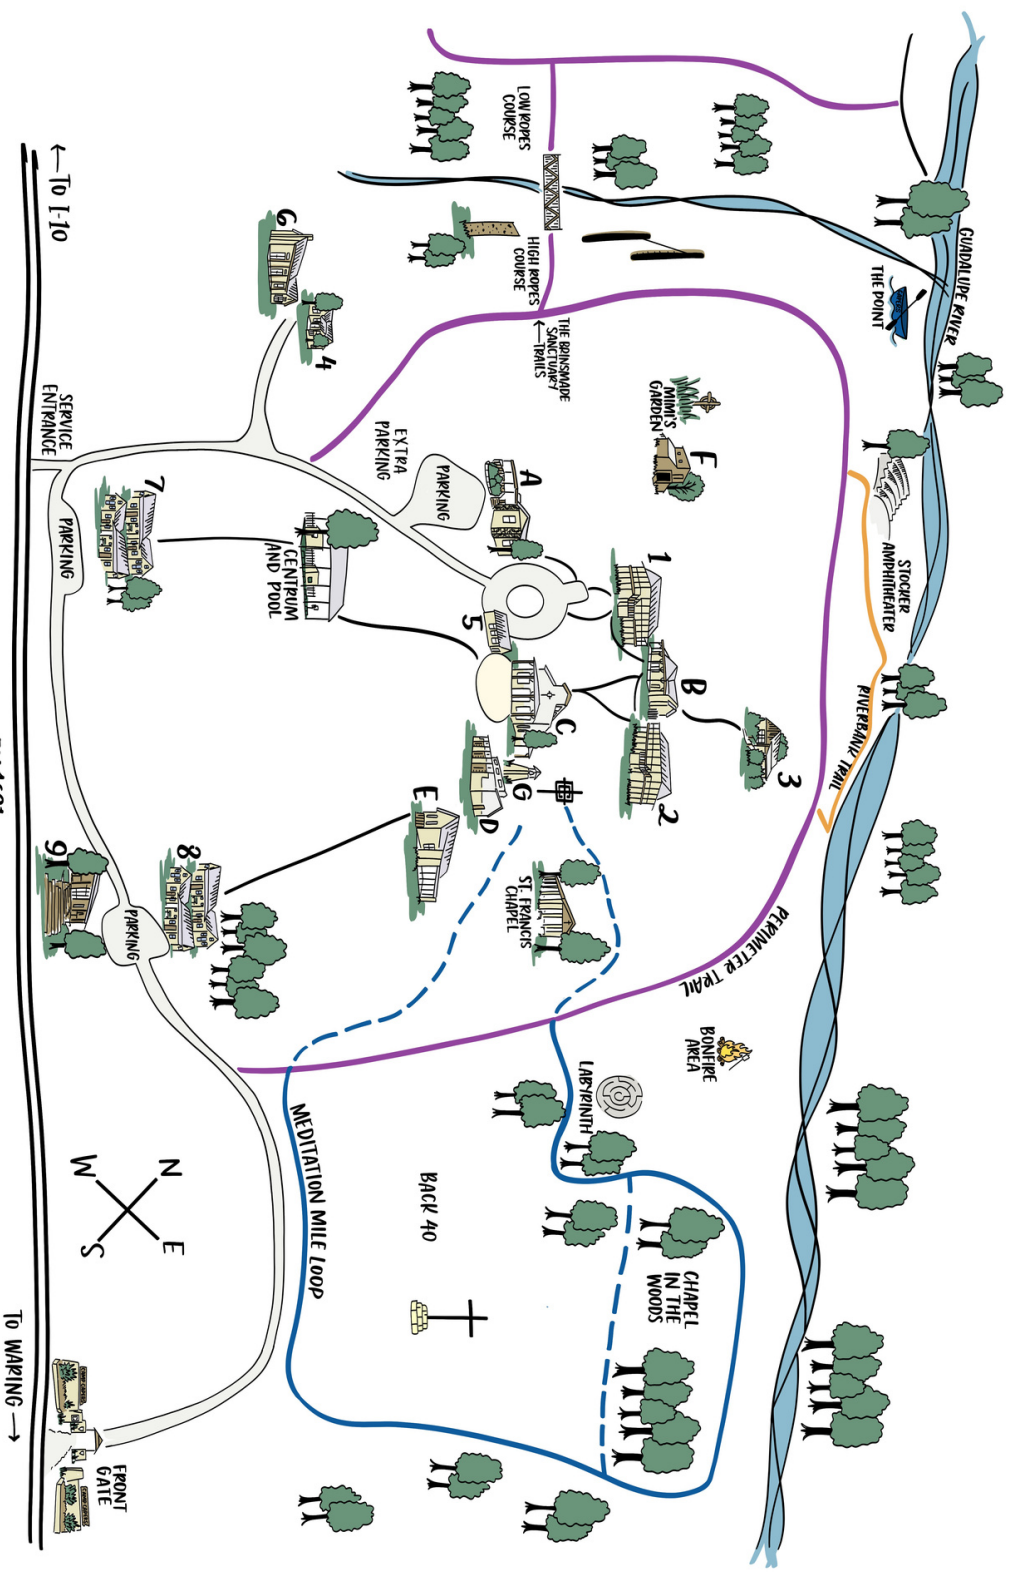 GUADALUPE RIVER
THE POINT
STOCKER
AMPHITHEATER
RIVERBANK TRAIL
PERIMETER TRAIL
LOW ROPES
COURSE
HIGH ROPES
COURSE
THE BRINSMADE
SANCTUARY
←TRAILS
MIMI'S
GARDEN
F
3
B
1
2
A
C
G
D
E
5
ST. FRANCIS
CHAPEL
BONFIRE
AREA
LABYRINTH
CHAPEL
IN THE
WOODS
BACK 40
MEDITATION MILE LOOP
PARKING
EXTRA
PARKING
CENTRUM
AND POOL
6
4
7
8
9
SERVICE
ENTRANCE
PARKING
PARKING
N
E
W
S
FRONT
GATE
← TO I-10
TO WARING →